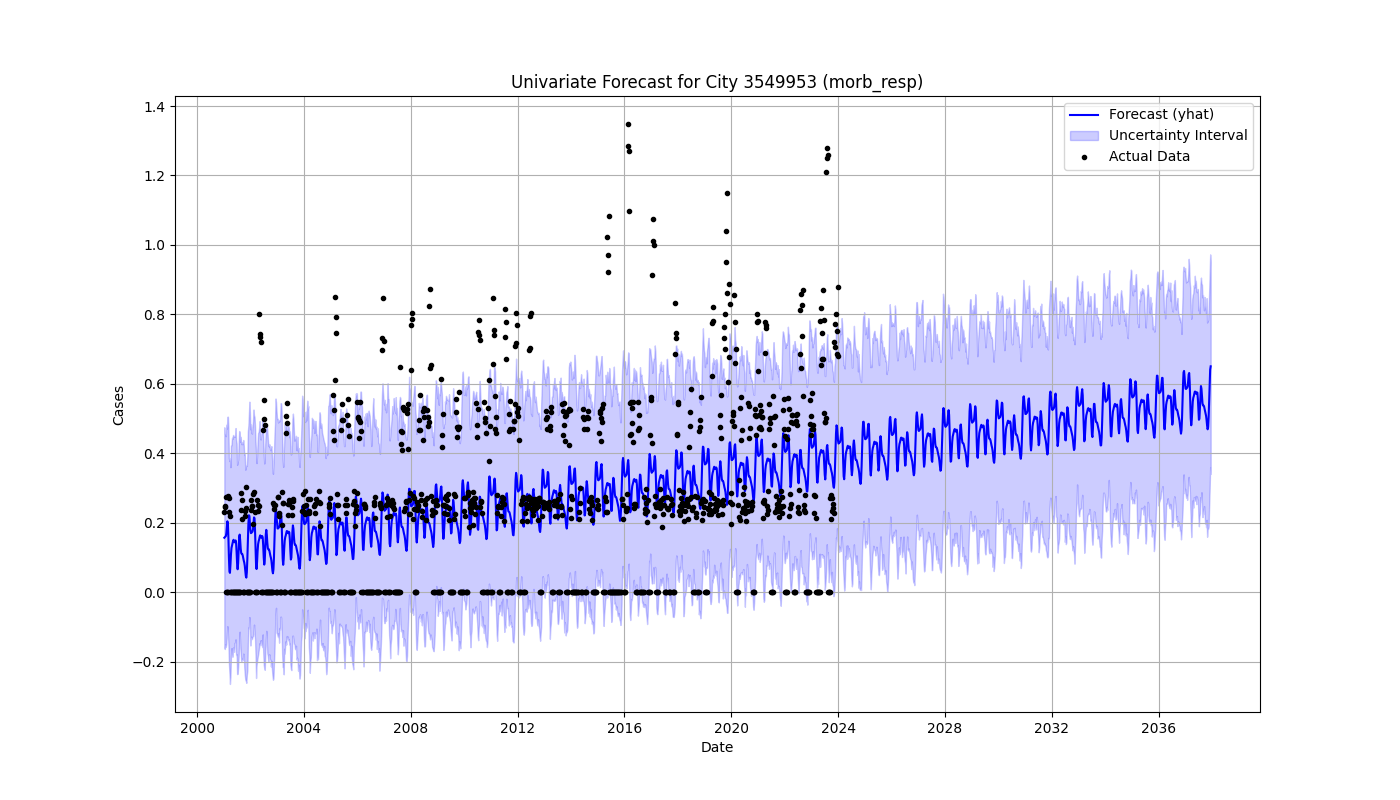 Univariate Forecast for City 3549953 (morb_resp)
Forecast (yhat)
Uncertainty Interval
Actual Data
Cases
1.4
1.2
1.0
0.8
0.6
0.4
0.2
0.0
−0.2
2000 2004 2008 2012 2016 2020 2024 2028 2032 2036
Date